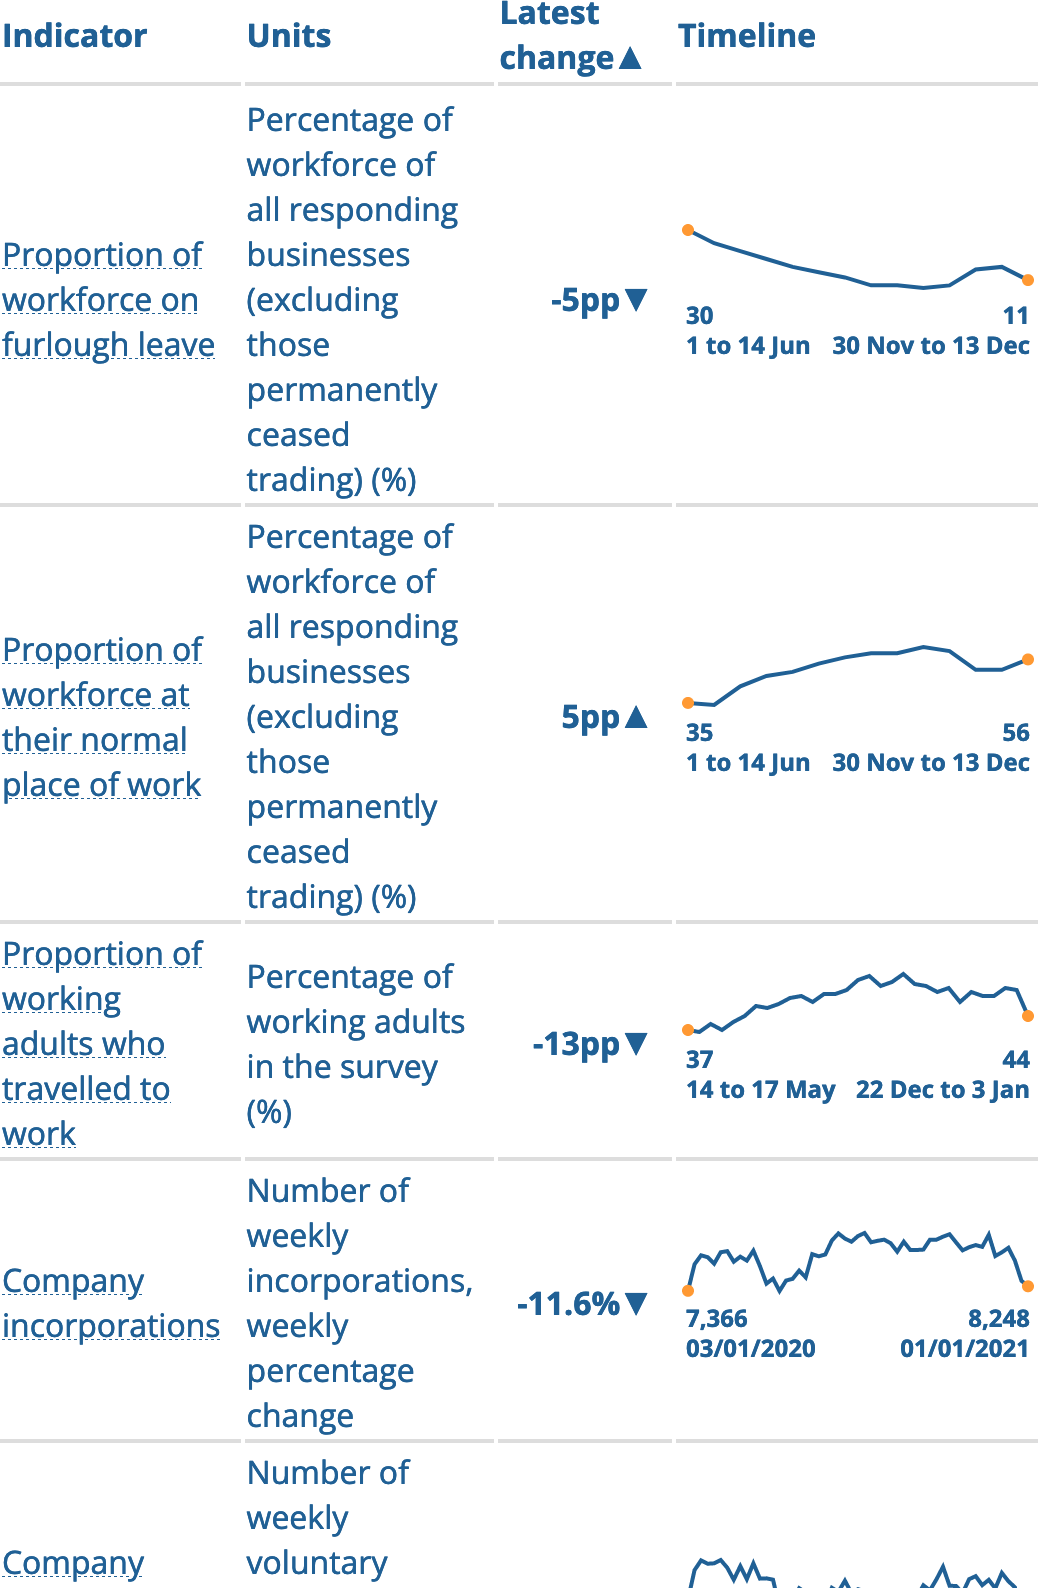 Indicator
Units
Latest
change▲
Timeline
Proportion of
workforce on
furlough leave
Percentage of
workforce of
all responding
businesses
(excluding
those
permanently
ceased
trading) (%)
-5pp▼
30
11
1 to 14 Jun
30 Nov to 13 Dec
Proportion of
workforce at
their normal
place of work
Percentage of
workforce of
all responding
businesses
(excluding
those
permanently
ceased
trading) (%)
5pp▲
35
56
1 to 14 Jun
30 Nov to 13 Dec
Proportion of
working
adults who
travelled to
work
Percentage of
working adults
in the survey
(%)
-13pp▼
37
44
14 to 17 May
22 Dec to 3 Jan
Company
incorporations
Number of
weekly
incorporations,
weekly
percentage
change
-11.6%▼
7,366
8,248
03/01/2020
01/01/2021
Company
Number of
weekly
voluntary